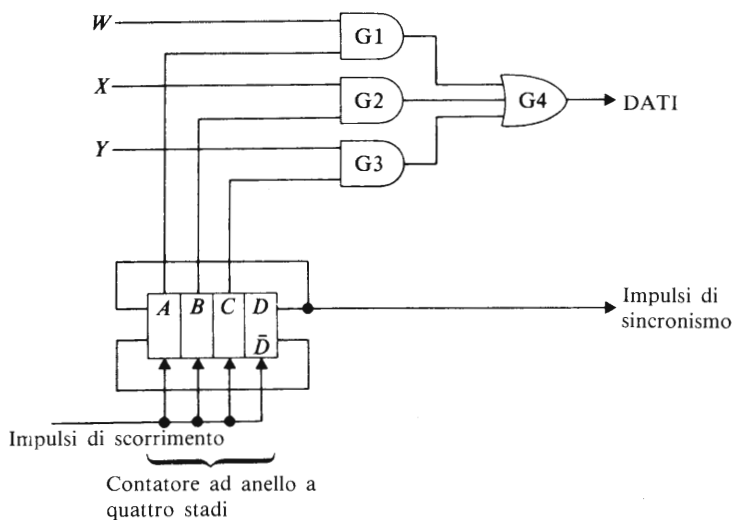 W
G1
X
G2
G4
DATI
Y
G3
A B C D
D̄
Impulsi di
sincronismo
Impulsi di scorrimento
Contatore ad anello a
quattro stadi